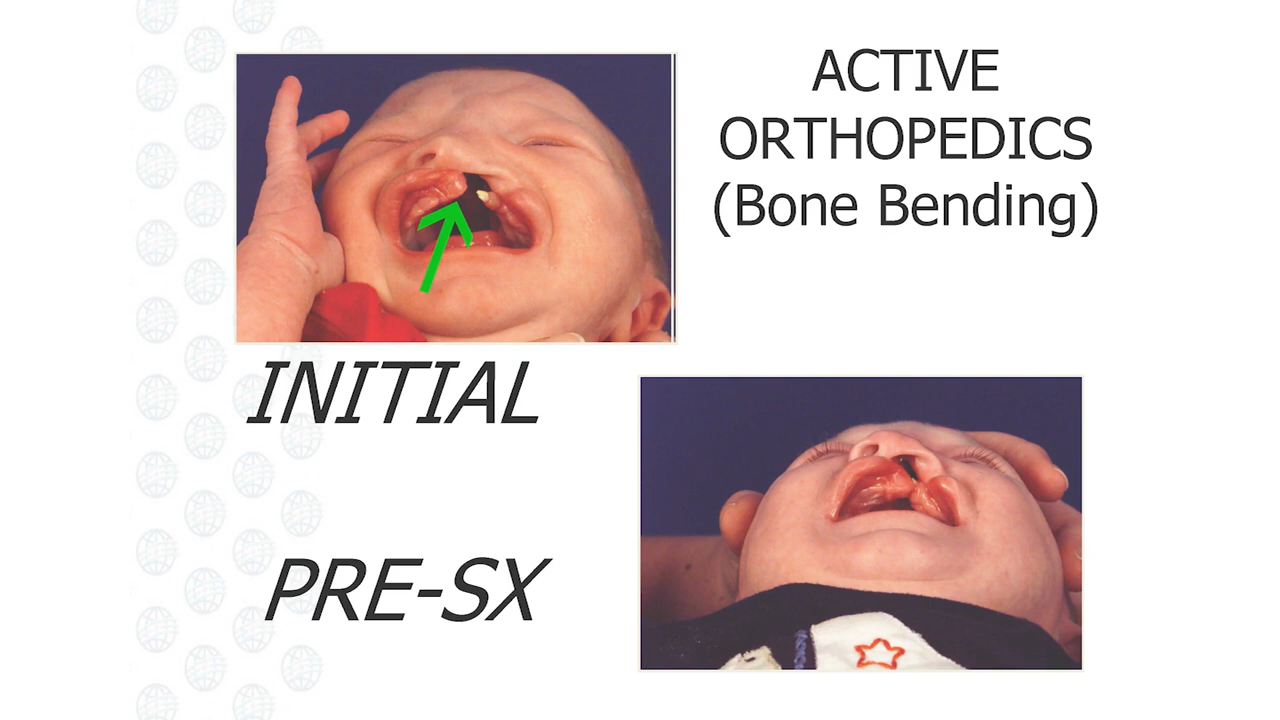 ACTIVE
ORTHOPEDICS
(Bone Bending)
INITIAL
PRE-SX